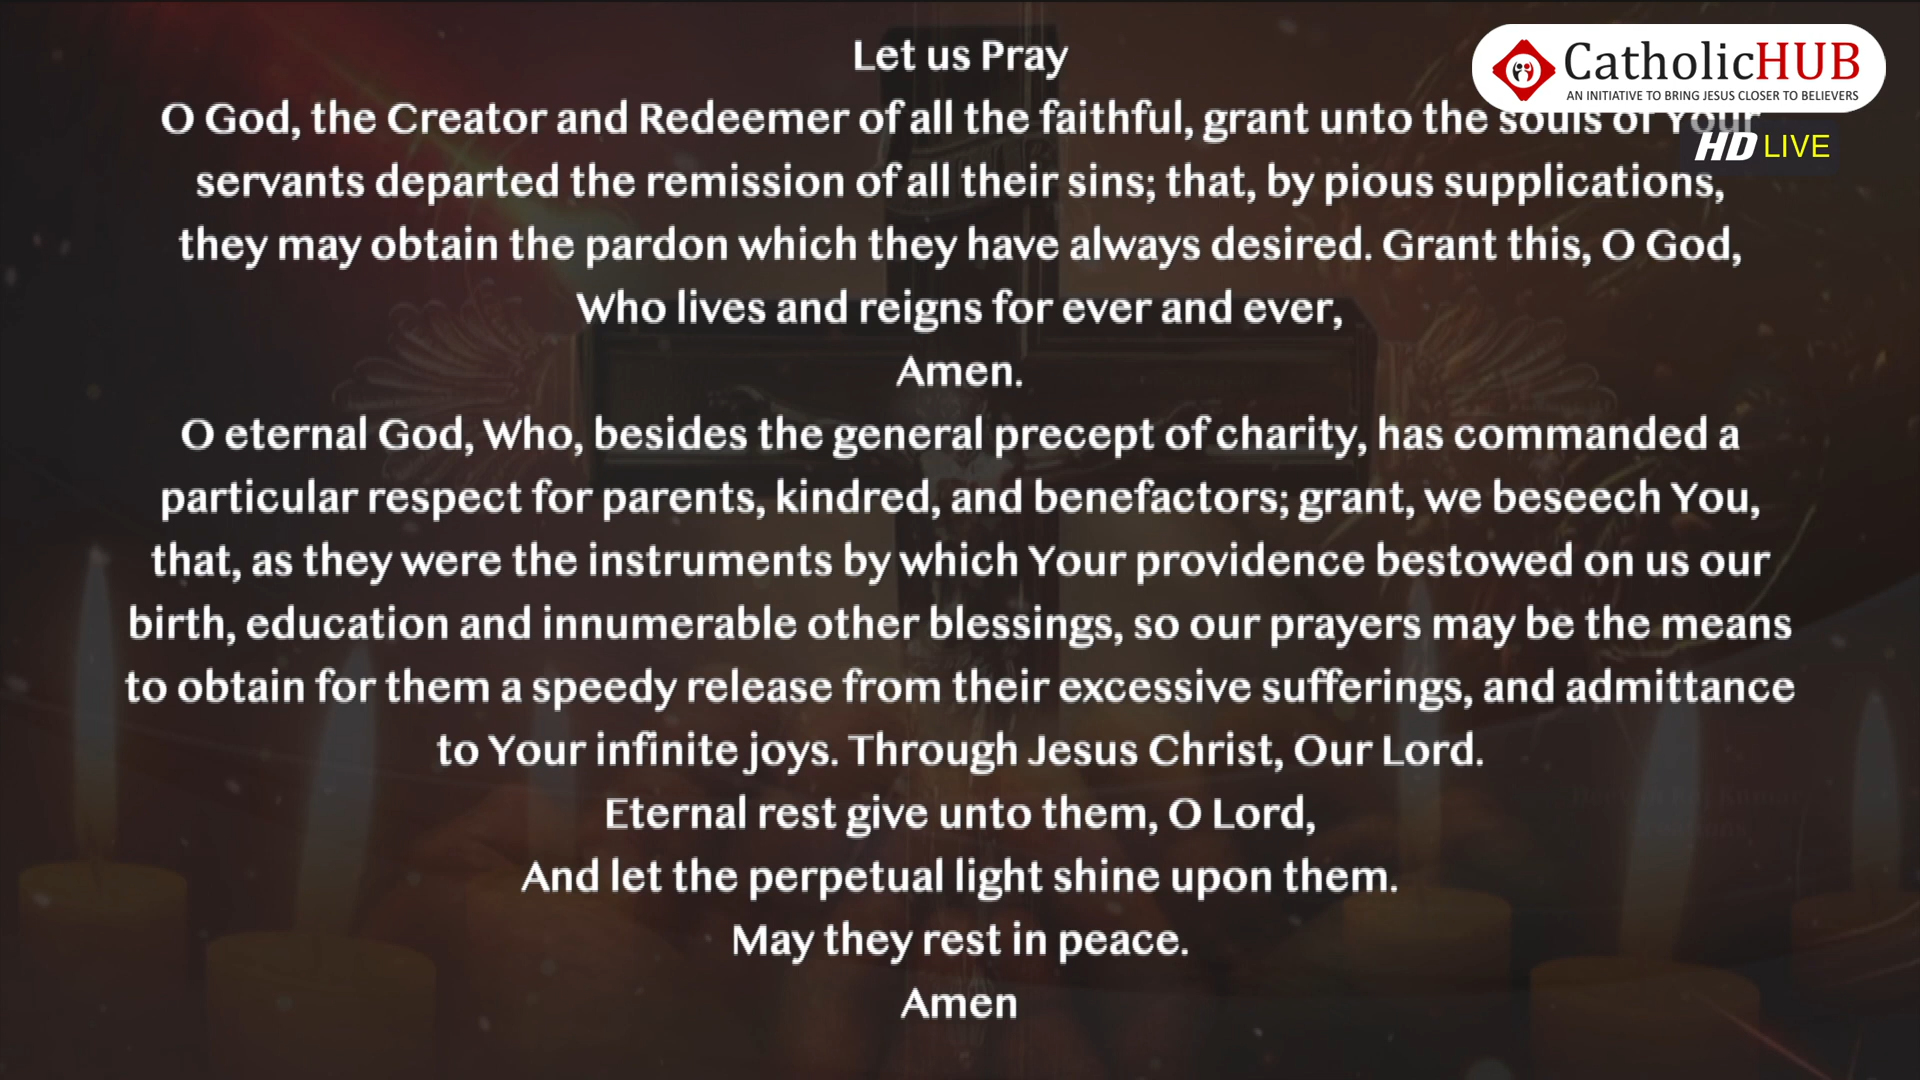 Let us Pray
O God, the Creator and Redeemer of all the faithful, grant unto the souls of Your
servants departed the remission of all their sins; that, by pious supplications,
they may obtain the pardon which they have always desired. Grant this, O God,
Who lives and reigns for ever and ever,
Amen.
O eternal God, Who, besides the general precept of charity, has commanded a
particular respect for parents, kindred, and benefactors; grant, we beseech You,
that, as they were the instruments by which Your providence bestowed on us our
birth, education and innumerable other blessings, so our prayers may be the means
to obtain for them a speedy release from their excessive sufferings, and admittance
to Your infinite joys. Through Jesus Christ, Our Lord.
Eternal rest give unto them, O Lord,
And let the perpetual light shine upon them.
May they rest in peace.
Amen
CatholicHUB
AN INITIATIVE TO BRING JESUS CLOSER TO BELIEVERS
HD LIVE